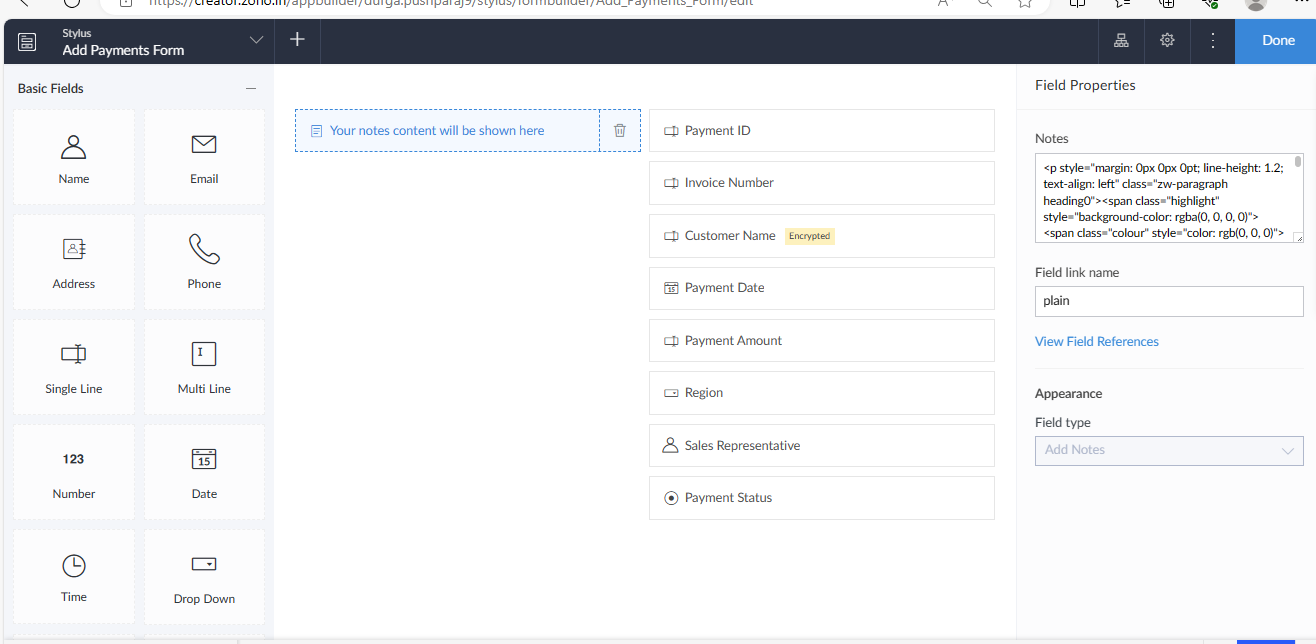 https://creator.zoho.in/appbuilder/durga.pushparaj9/stylus/formbuilder/Add_Payments_Form/edit
Stylus
Add Payments Form
Done
Basic Fields
Name
Email
Address
Phone
Single Line
Multi Line
123
Number
15
Date
Time
Drop Down
Your notes content will be shown here
Payment ID
Invoice Number
Customer Name Encrypted
Payment Date
Payment Amount
Region
Sales Representative
Payment Status
Field Properties
Notes
<p style="margin: 0px 0px 0pt; line-height: 1.2;
text-align: left" class="zw-paragraph
heading0"><span class="highlight"
style="background-color: rgba(0, 0, 0, 0)">
<span class="colour" style="color: rgb(0, 0, 0)">
Field link name
plain
View Field References
Appearance
Field type
Add Notes